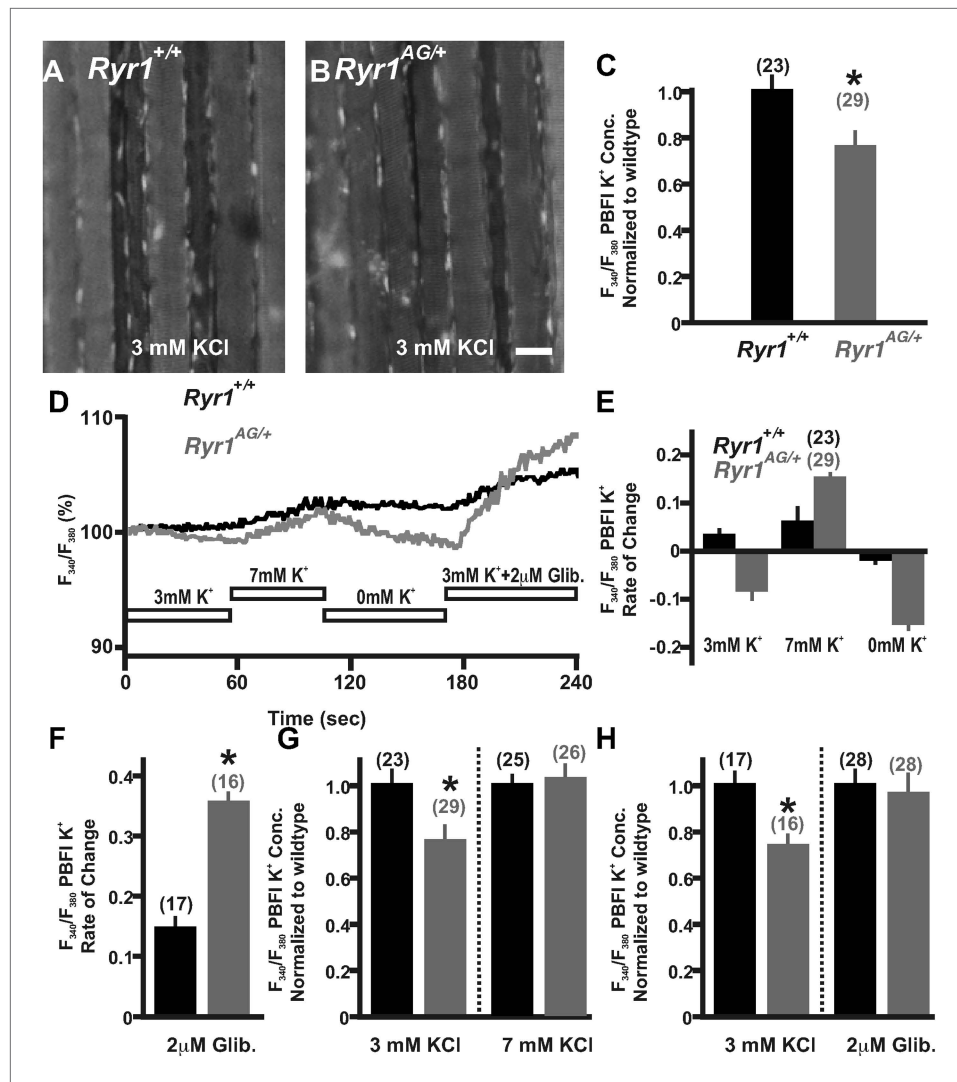 A Ryr1+/+
3 mM KCl
B Ryr1AG/+
3 mM KCl
C
F340/F380 PBFI K+ Conc.
Normalized to wildtype
1.0
0.8
0.6
0.4
0.2
0
(23)
*
(29)
Ryr1+/+
Ryr1AG/+
D
Ryr1+/+
Ryr1AG/+
F340/F380 (%)
110
100
90
3mM K+
7mM K+
0mM K+
3mM K++2μM Glib.
0
60
120
180
240
Time (sec)
E
F340/F380 PBFI K+
Rate of Change
Ryr1+/+
Ryr1AG/+
(23)
(29)
0.2
0.1
0
-0.1
-0.2
3mM K+
7mM K+
0mM K+
F
F340/F380 PBFI K+
Rate of Change
0.4
0.3
0.2
0.1
0
(17)
*
(16)
2μM Glib.
G
F340/F380 PBFI K+ Conc.
Normalized to wildtype
1.0
0.8
0.6
0.4
0.2
0
(23)
*
(29)
(25)
(26)
3 mM KCl
7 mM KCl
H
F340/F380 PBFI K+ Conc.
Normalized to wildtype
1.0
0.8
0.6
0.4
0.2
0
(17)
*
(16)
(28)
(28)
3 mM KCl
2μM Glib.